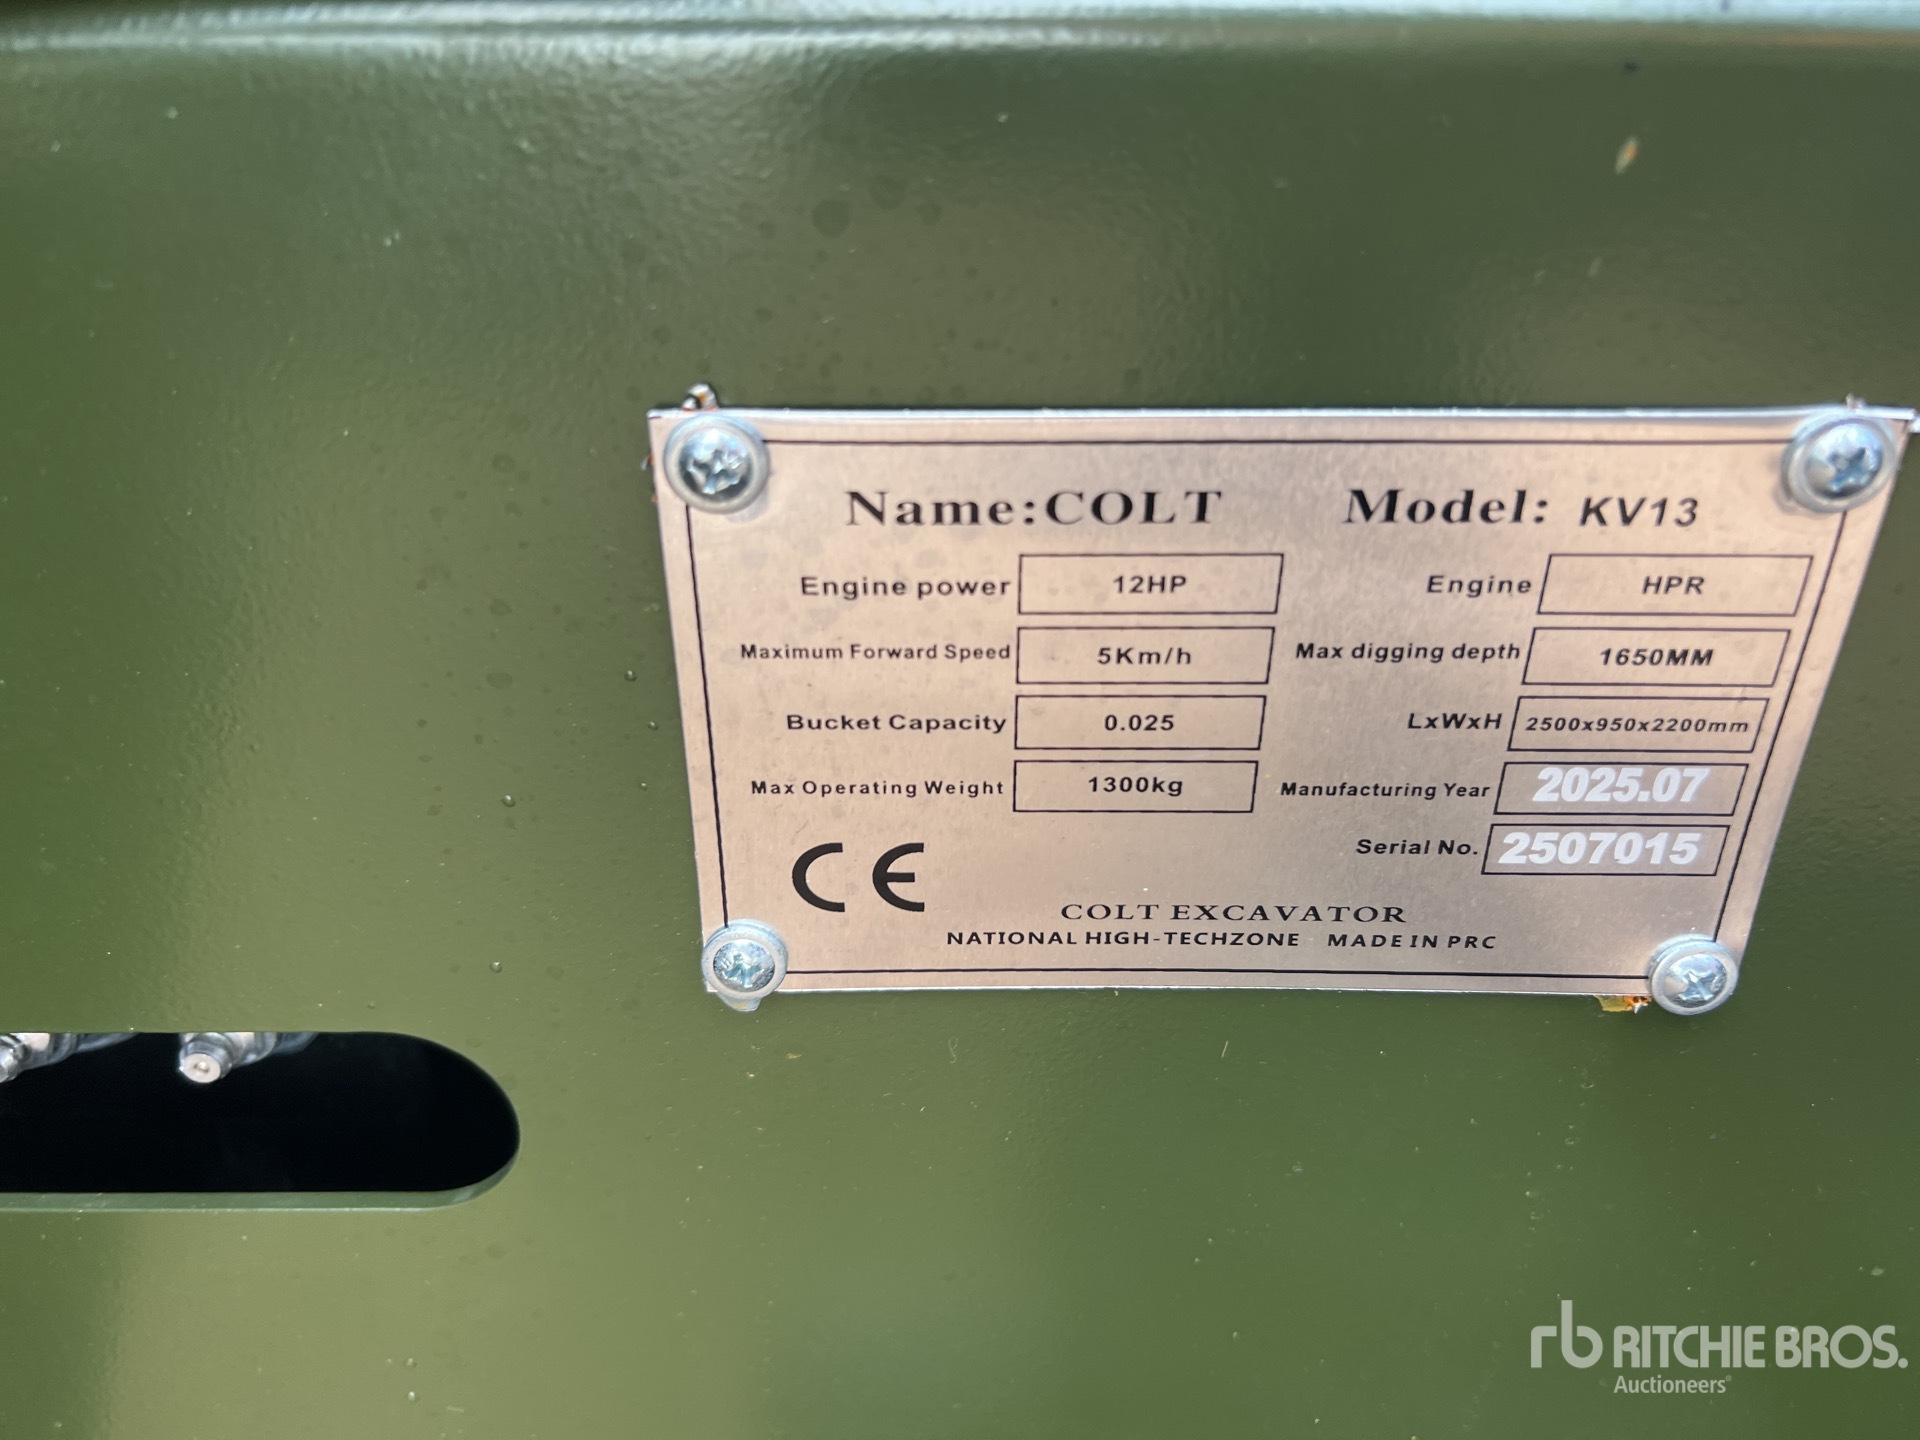 Name:COLT Model: KV13
Engine power 12HP Engine HPR
Maximum Forward Speed 5Km/h Max digging depth 1650MM
Bucket Capacity 0.025 LxWxH 2500x950x2200mm
Max Operating Weight 1300kg Manufacturing Year 2025.07
Serial No. 2507015
CE
COLT EXCAVATOR
NATIONAL HIGH-TECHZONE MADE IN PRC
rb RITCHIE BROS.
Auctioneers